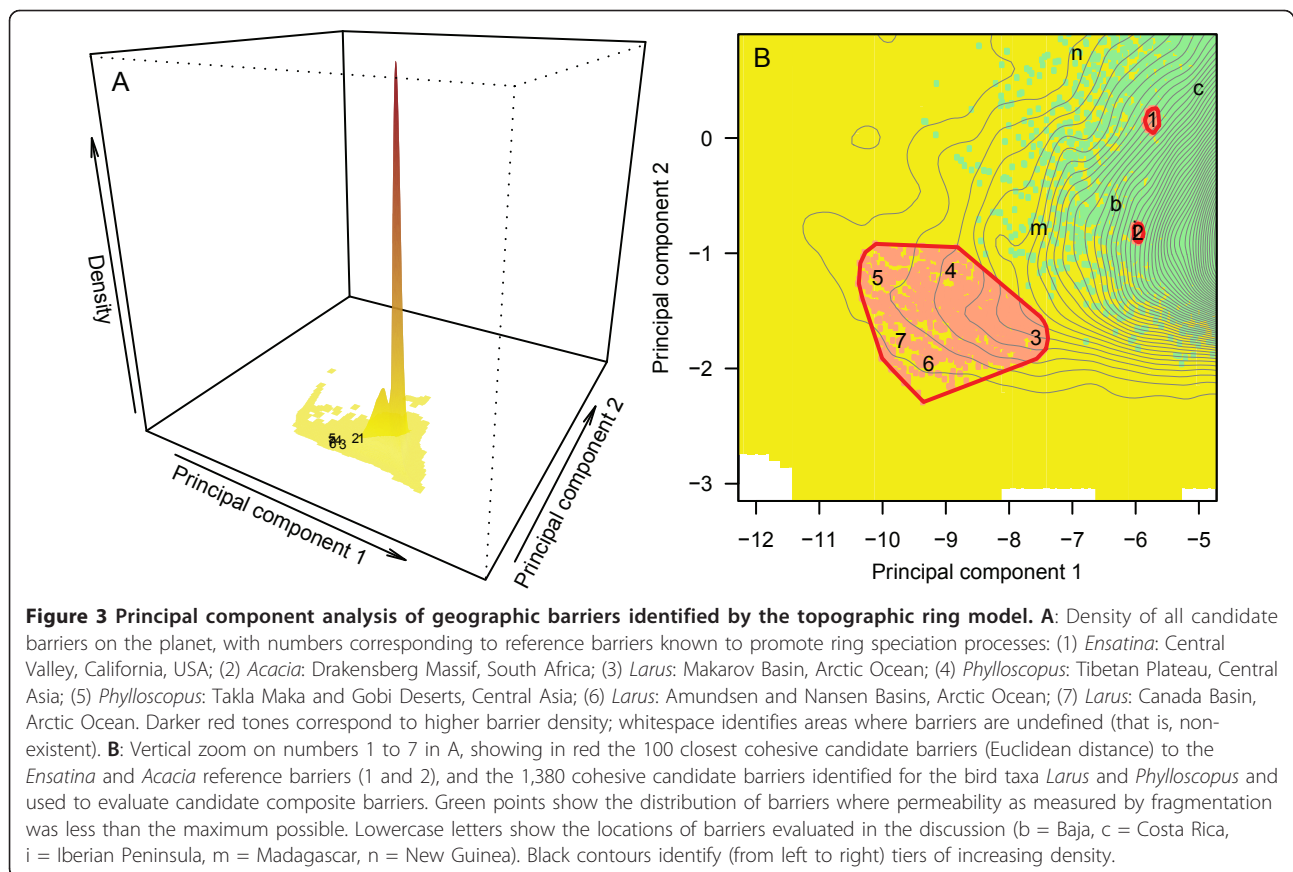 A
Density
Principal component 1
Principal component 2
5 4 2 1
6 3
B
Principal component 2
0
−1
−2
−3
−12 −11 −10 −9 −8 −7 −6 −5
Principal component 1
n
c
1
b
2
m
5
4
3
7
6
Figure 3 Principal component analysis of geographic barriers identified by the topographic ring model. A: Density of all candidate
barriers on the planet, with numbers corresponding to reference barriers known to promote ring speciation processes: (1) Ensatina: Central
Valley, California, USA; (2) Acacia: Drakensberg Massif, South Africa; (3) Larus: Makarov Basin, Arctic Ocean; (4) Phylloscopus: Tibetan Plateau, Central
Asia; (5) Phylloscopus: Takla Maka and Gobi Deserts, Central Asia; (6) Larus: Amundsen and Nansen Basins, Arctic Ocean; (7) Larus: Canada Basin,
Arctic Ocean. Darker red tones correspond to higher barrier density; whitespace identifies areas where barriers are undefined (that is, non-
existent). B: Vertical zoom on numbers 1 to 7 in A, showing in red the 100 closest cohesive candidate barriers (Euclidean distance) to the
Ensatina and Acacia reference barriers (1 and 2), and the 1,380 cohesive candidate barriers identified for the bird taxa Larus and Phylloscopus and
used to evaluate candidate composite barriers. Green points show the distribution of barriers where permeability as measured by fragmentation
was less than the maximum possible. Lowercase letters show the locations of barriers evaluated in the discussion (b = Baja, c = Costa Rica,
i = Iberian Peninsula, m = Madagascar, n = New Guinea). Black contours identify (from left to right) tiers of increasing density.